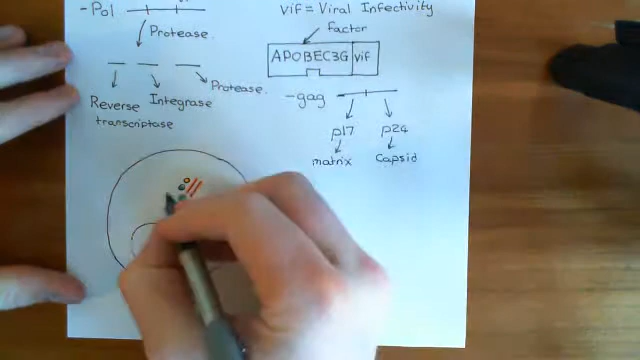 -Pol
Protease.
Reverse transcriptase
Integrase
Protease.
Vif = Viral Infectivity
factor
APOBEC3G vif
-gag
p17 p24
matrix Capsid